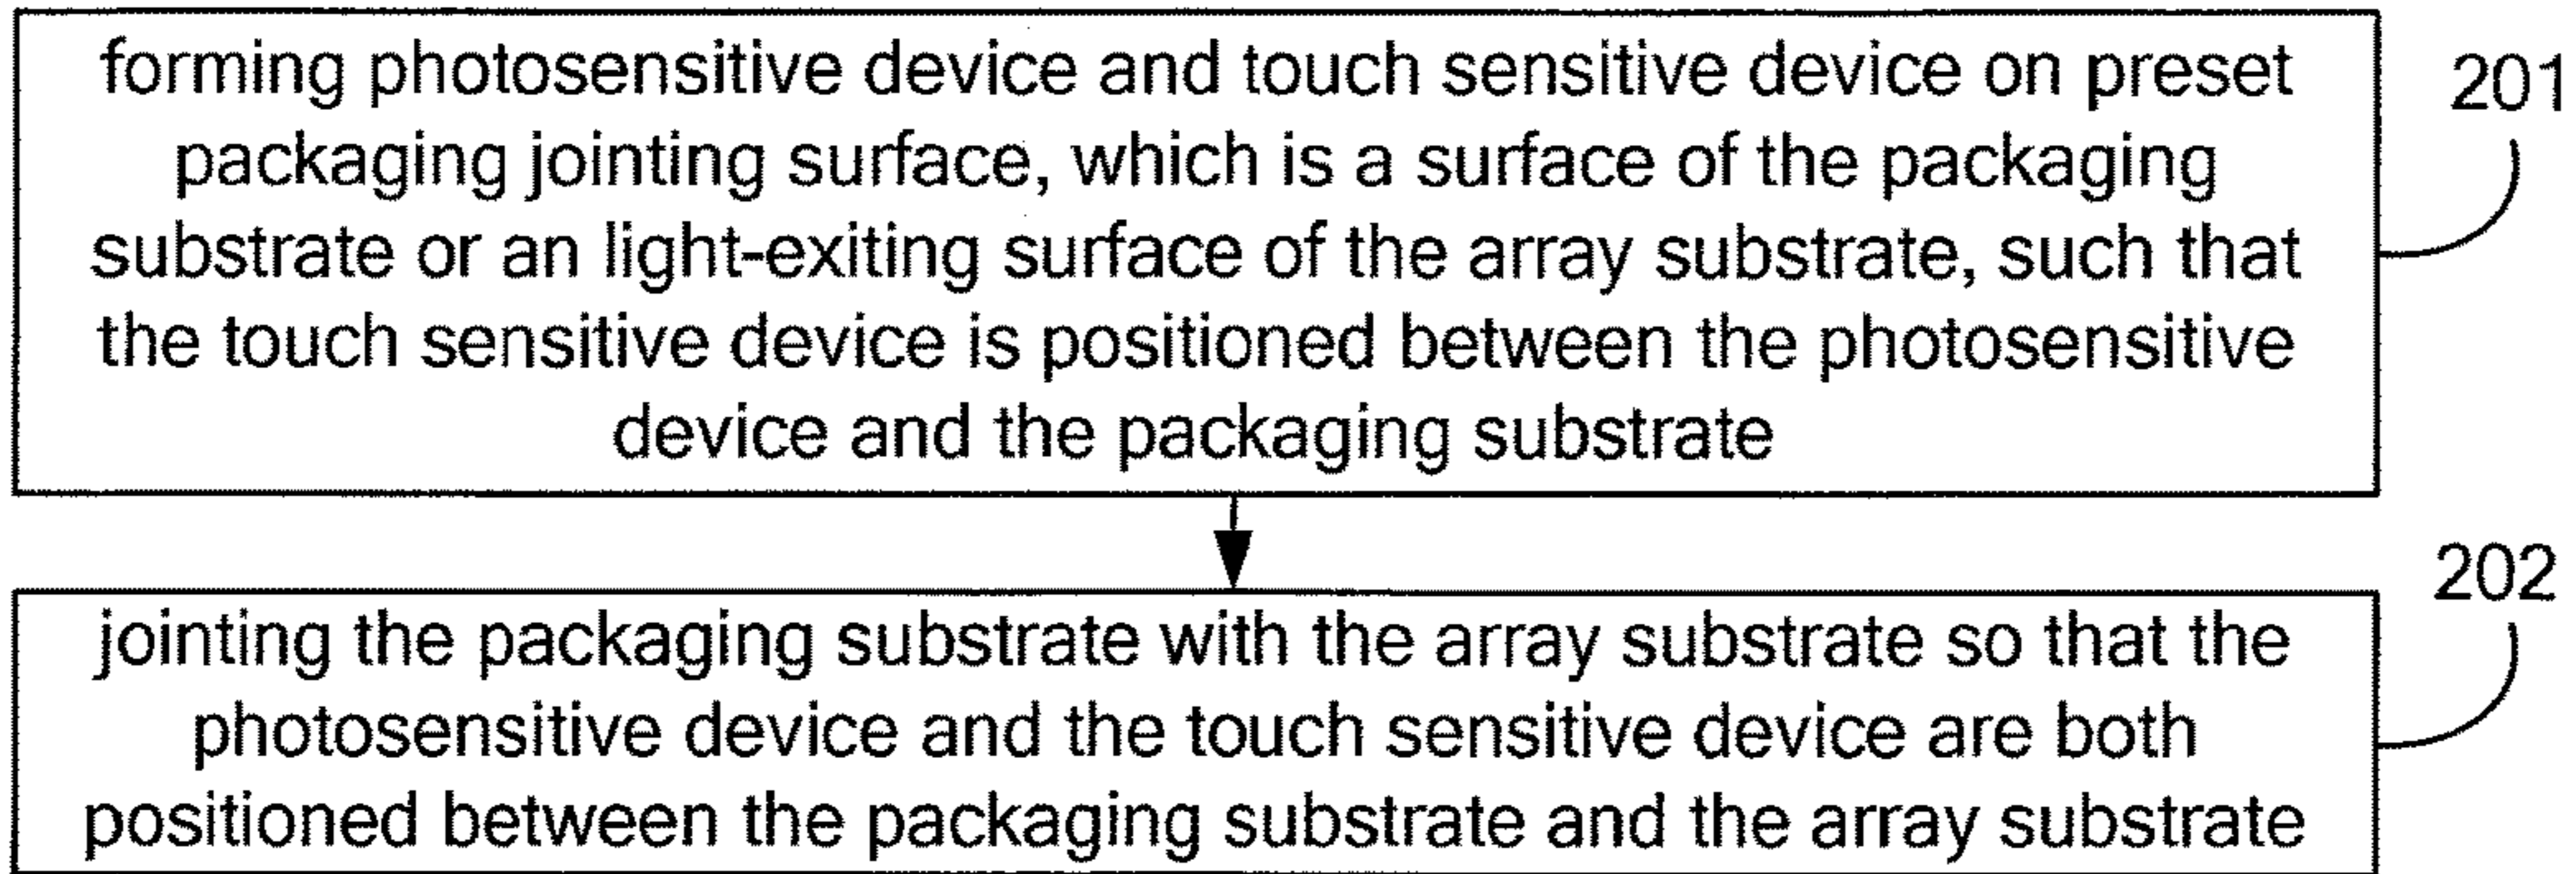 forming photosensitive device and touch sensitive device on preset
packaging jointing surface, which is a surface of the packaging
substrate or an light-exiting surface of the array substrate, such that
the touch sensitive device is positioned between the photosensitive
device and the packaging substrate
201
jointing the packaging substrate with the array substrate so that the
photosensitive device and the touch sensitive device are both
positioned between the packaging substrate and the array substrate
202